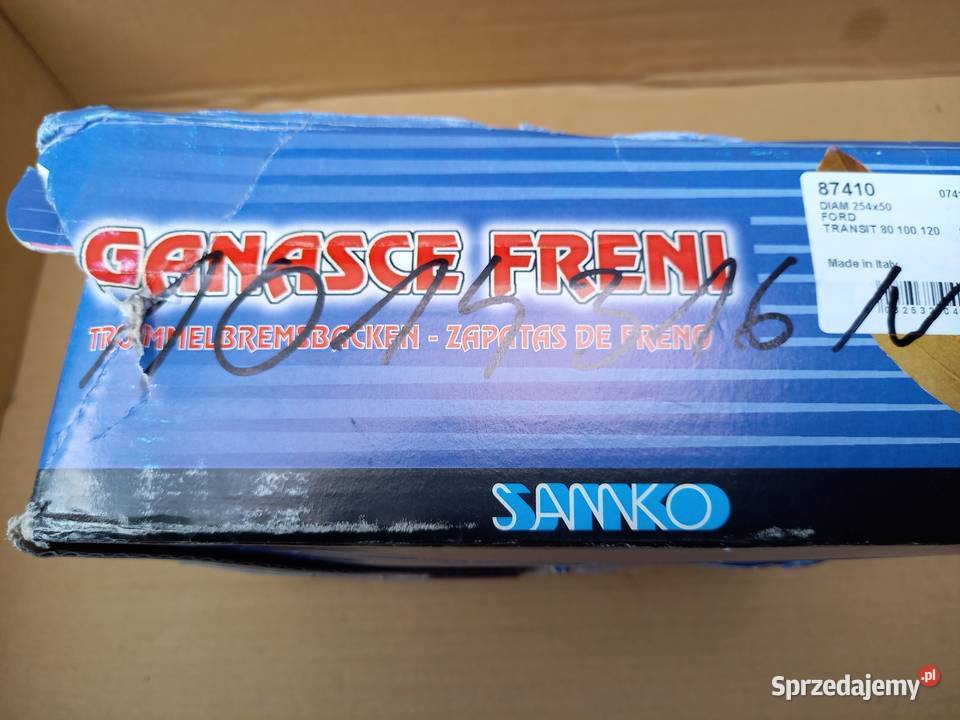 87410
DIAM 254x50
FORD
TRANSIT 80 100 120
Made in Italy
GANASCE FRENI
TROMMELBREMSBACKEN - ZAPATAS DE FRENO
SAMKO
Sprzedajemy.pl